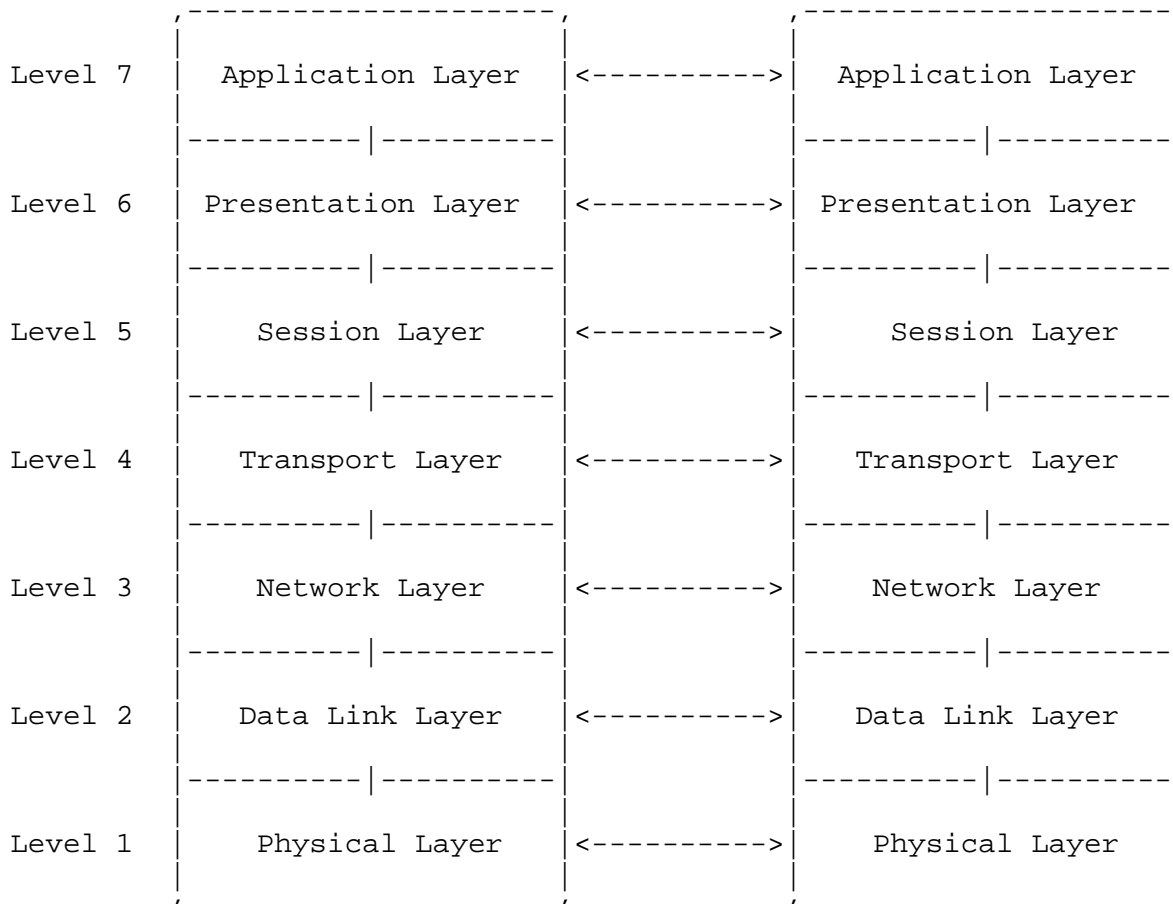 Level 7 Application Layer <----------> Application Layer
Level 6 Presentation Layer <----------> Presentation Layer
Level 5 Session Layer <----------> Session Layer
Level 4 Transport Layer <----------> Transport Layer
Level 3 Network Layer <----------> Network Layer
Level 2 Data Link Layer <----------> Data Link Layer
Level 1 Physical Layer <----------> Physical Layer